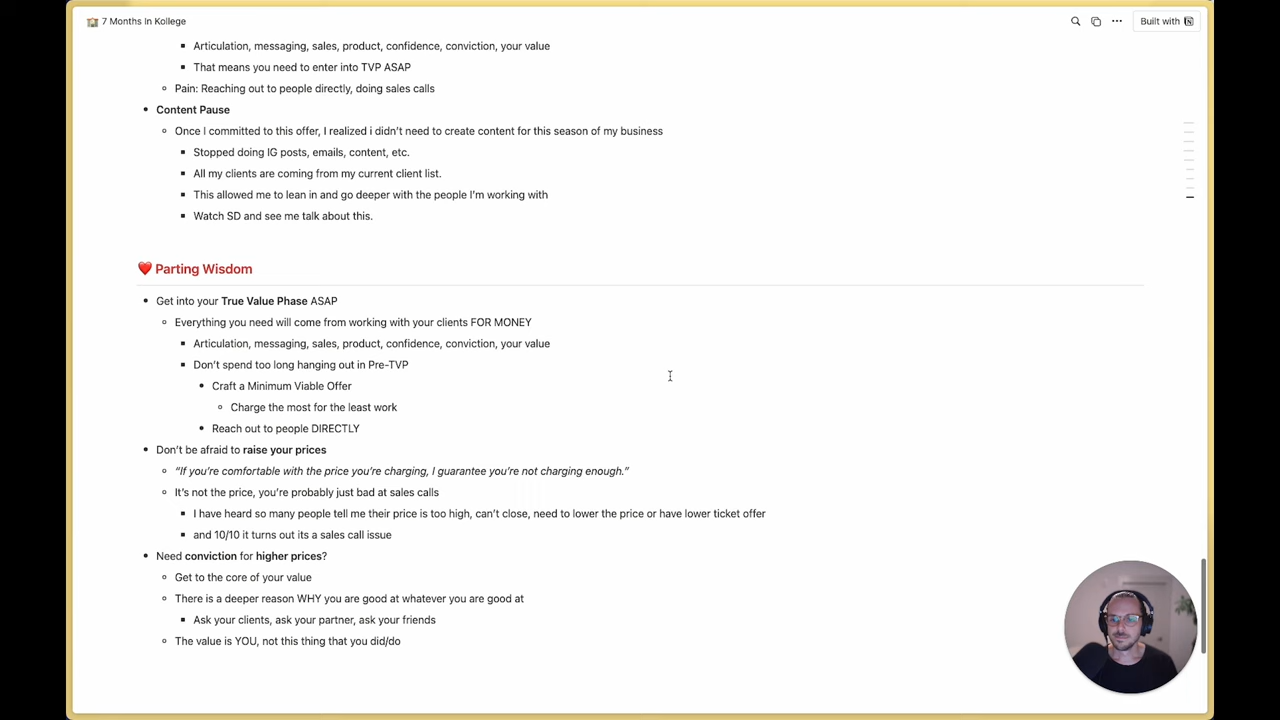 7 Months In Kollege
Built with
Articulation, messaging, sales, product, confidence, conviction, your value
That means you need to enter into TVP ASAP
Pain: Reaching out to people directly, doing sales calls
Content Pause
Once I committed to this offer, I realized i didn't need to create content for this season of my business
Stopped doing IG posts, emails, content, etc.
All my clients are coming from my current client list.
This allowed me to lean in and go deeper with the people I'm working with
Watch SD and see me talk about this.
Parting Wisdom
Get into your True Value Phase ASAP
Everything you need will come from working with your clients FOR MONEY
Articulation, messaging, sales, product, confidence, conviction, your value
Don't spend too long hanging out in Pre-TVP
Craft a Minimum Viable Offer
Charge the most for the least work
Reach out to people DIRECTLY
Don't be afraid to raise your prices
"If you're comfortable with the price you're charging, I guarantee you're not charging enough."
It's not the price, you're probably just bad at sales calls
I have heard so many people tell me their price is too high, can't close, need to lower the price or have lower ticket offer
and 10/10 it turns out its a sales call issue
Need conviction for higher prices?
Get to the core of your value
There is a deeper reason WHY you are good at whatever you are good at
Ask your clients, ask your partner, ask your friends
The value is YOU, not this thing that you did/do